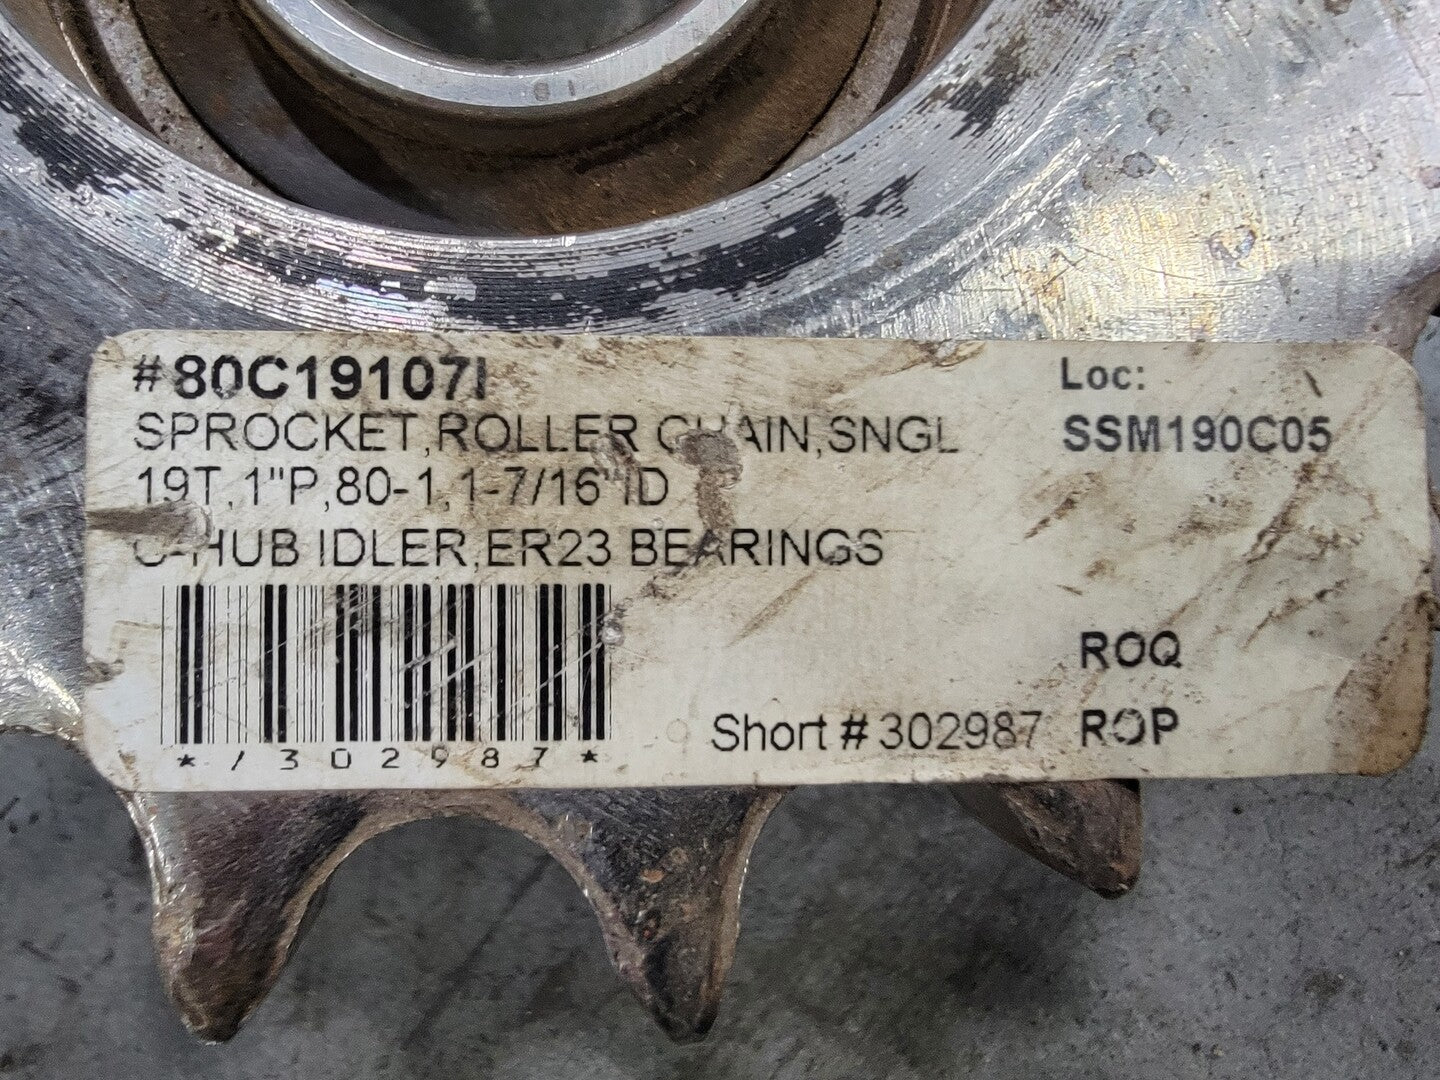 #80C19107I
Loc:
SPROCKET,ROLLER CHAIN,SNGL
SSM190C05
19T,1"P,80-1,1-7/16"ID
C-HUB IDLER,ER23 BEARINGS
ROQ
Short # 302987 ROP
*/302987*